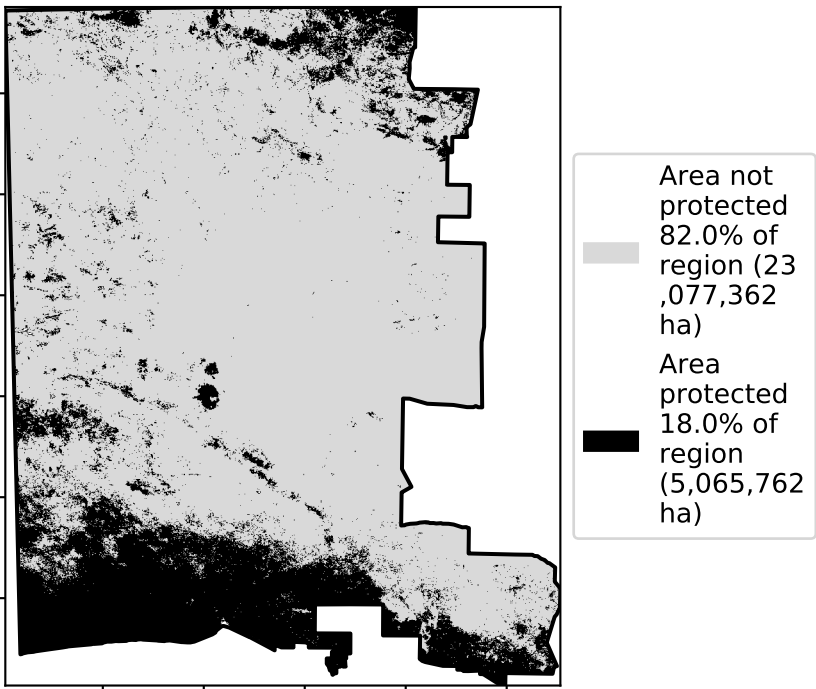 Area not
protected
82.0% of
region (23
,077,362
ha)
Area
protected
18.0% of
region
(5,065,762
ha)